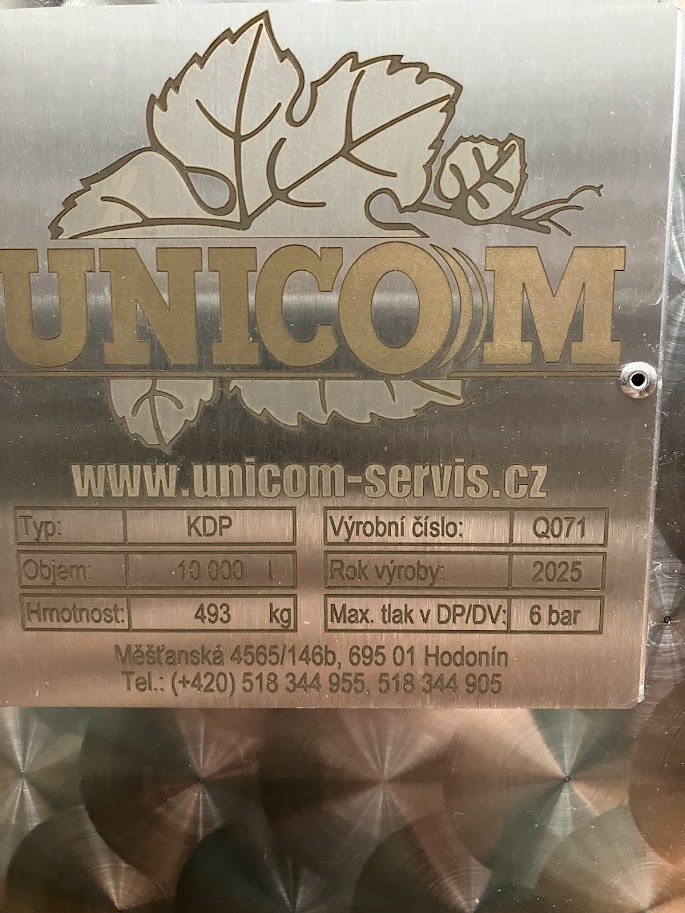 UNICOM
www.unicom-servis.cz
Typ: KDP Výrobní číslo: Q071
Objem: 10 000 l Rok výroby: 2025
Hmotnost: 493 kg Max. tlak v DP/DV: 6 bar
Měšťanská 4565/146b, 695 01 Hodonín
Tel.: (+420) 518 344 955, 518 344 905